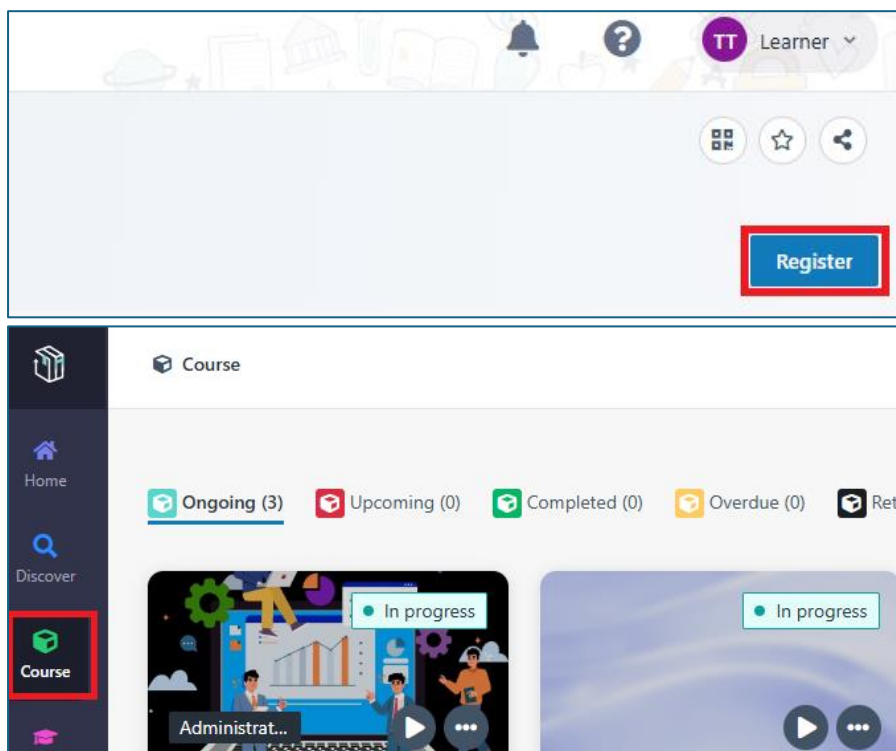 TT Learner
Register
Course
Home
Ongoing (3) Upcoming (0) Completed (0) Overdue (0) Ret
Discover
In progress In progress
Course
Administrat...